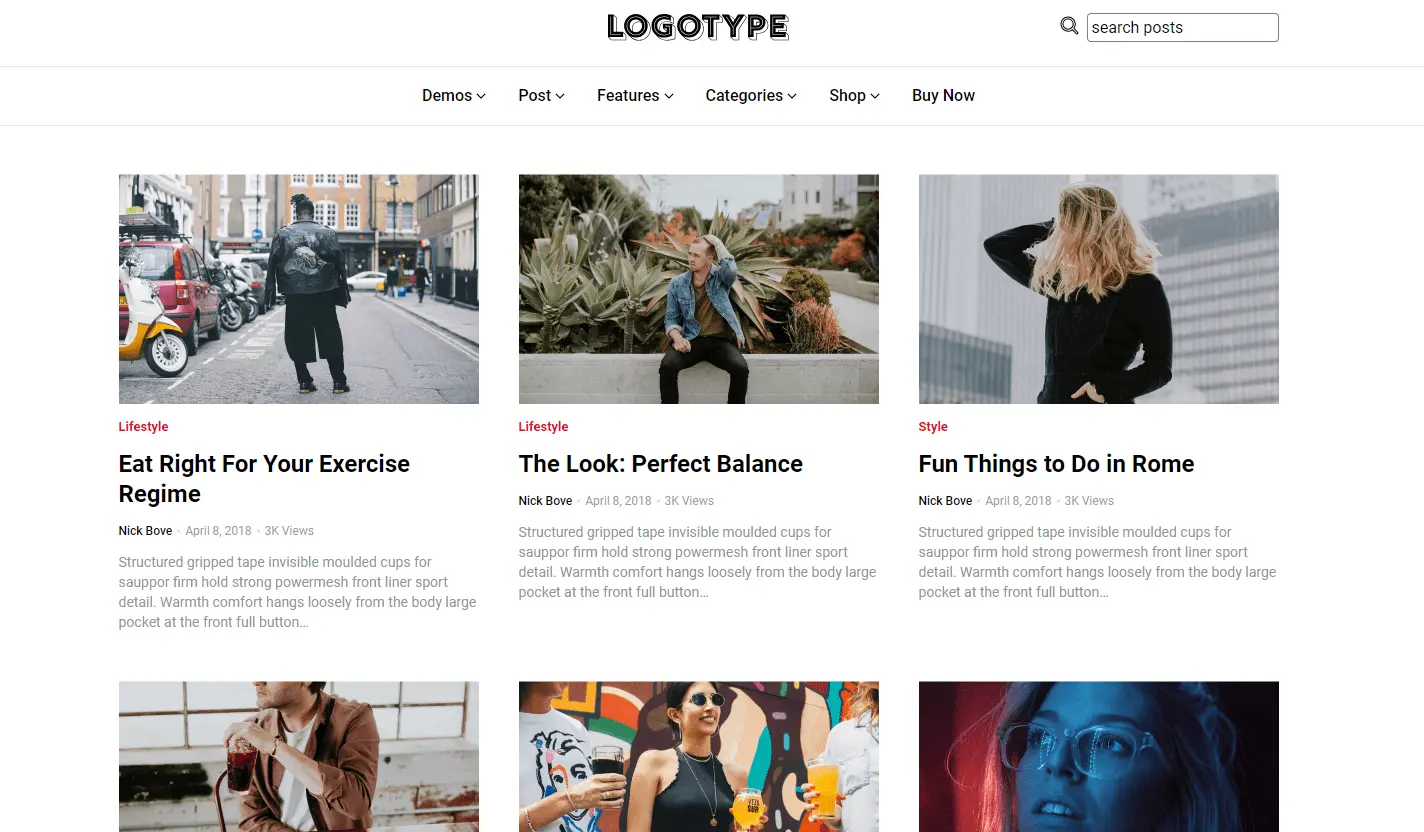 LOGOTYPE
search posts
Demos Post Features Categories Shop Buy Now
Lifestyle
Eat Right For Your Exercise
Regime
Nick Bove • April 8, 2018 • 3K Views
Structured gripped tape invisible moulded cups for
sauppor firm hold strong powermesh front liner sport
detail. Warmth comfort hangs loosely from the body large
pocket at the front full button...
Lifestyle
The Look: Perfect Balance
Nick Bove • April 8, 2018 • 3K Views
Structured gripped tape invisible moulded cups for
sauppor firm hold strong powermesh front liner sport
detail. Warmth comfort hangs loosely from the body large
pocket at the front full button...
Style
Fun Things to Do in Rome
Nick Bove • April 8, 2018 • 3K Views
Structured gripped tape invisible moulded cups for
sauppor firm hold strong powermesh front liner sport
detail. Warmth comfort hangs loosely from the body large
pocket at the front full button...